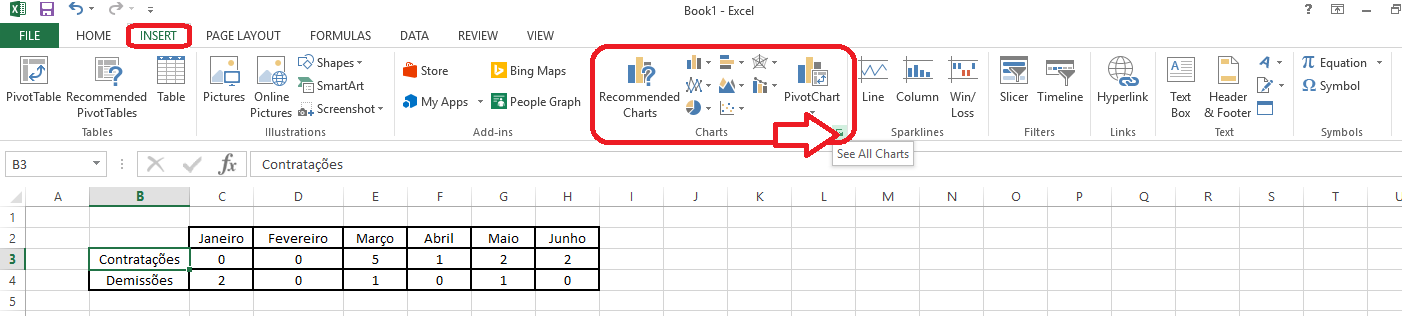 Book1 - Excel
FILE HOME INSERT PAGE LAYOUT FORMULAS DATA REVIEW VIEW
PivotTable
Recommended
PivotTables
Table
Tables
Pictures
Online
Pictures
Shapes
SmartArt
Screenshot
Illustrations
Store
My Apps
Bing Maps
People Graph
Add-ins
Recommended
Charts
PivotChart
Charts
See All Charts
Line
Column
Win/
Loss
Sparklines
Slicer
Timeline
Filters
Hyperlink
Links
Text
Box
Header
& Footer
Text
π Equation
Ω Symbol
Symbols
B3
fx
Contratações
A B C D E F G H I J K L M N O P Q R S T U
1
2 Janeiro Fevereiro Março Abril Maio Junho
3 Contratações 0 0 5 1 2 2
4 Demissões 2 0 1 0 1 0
5